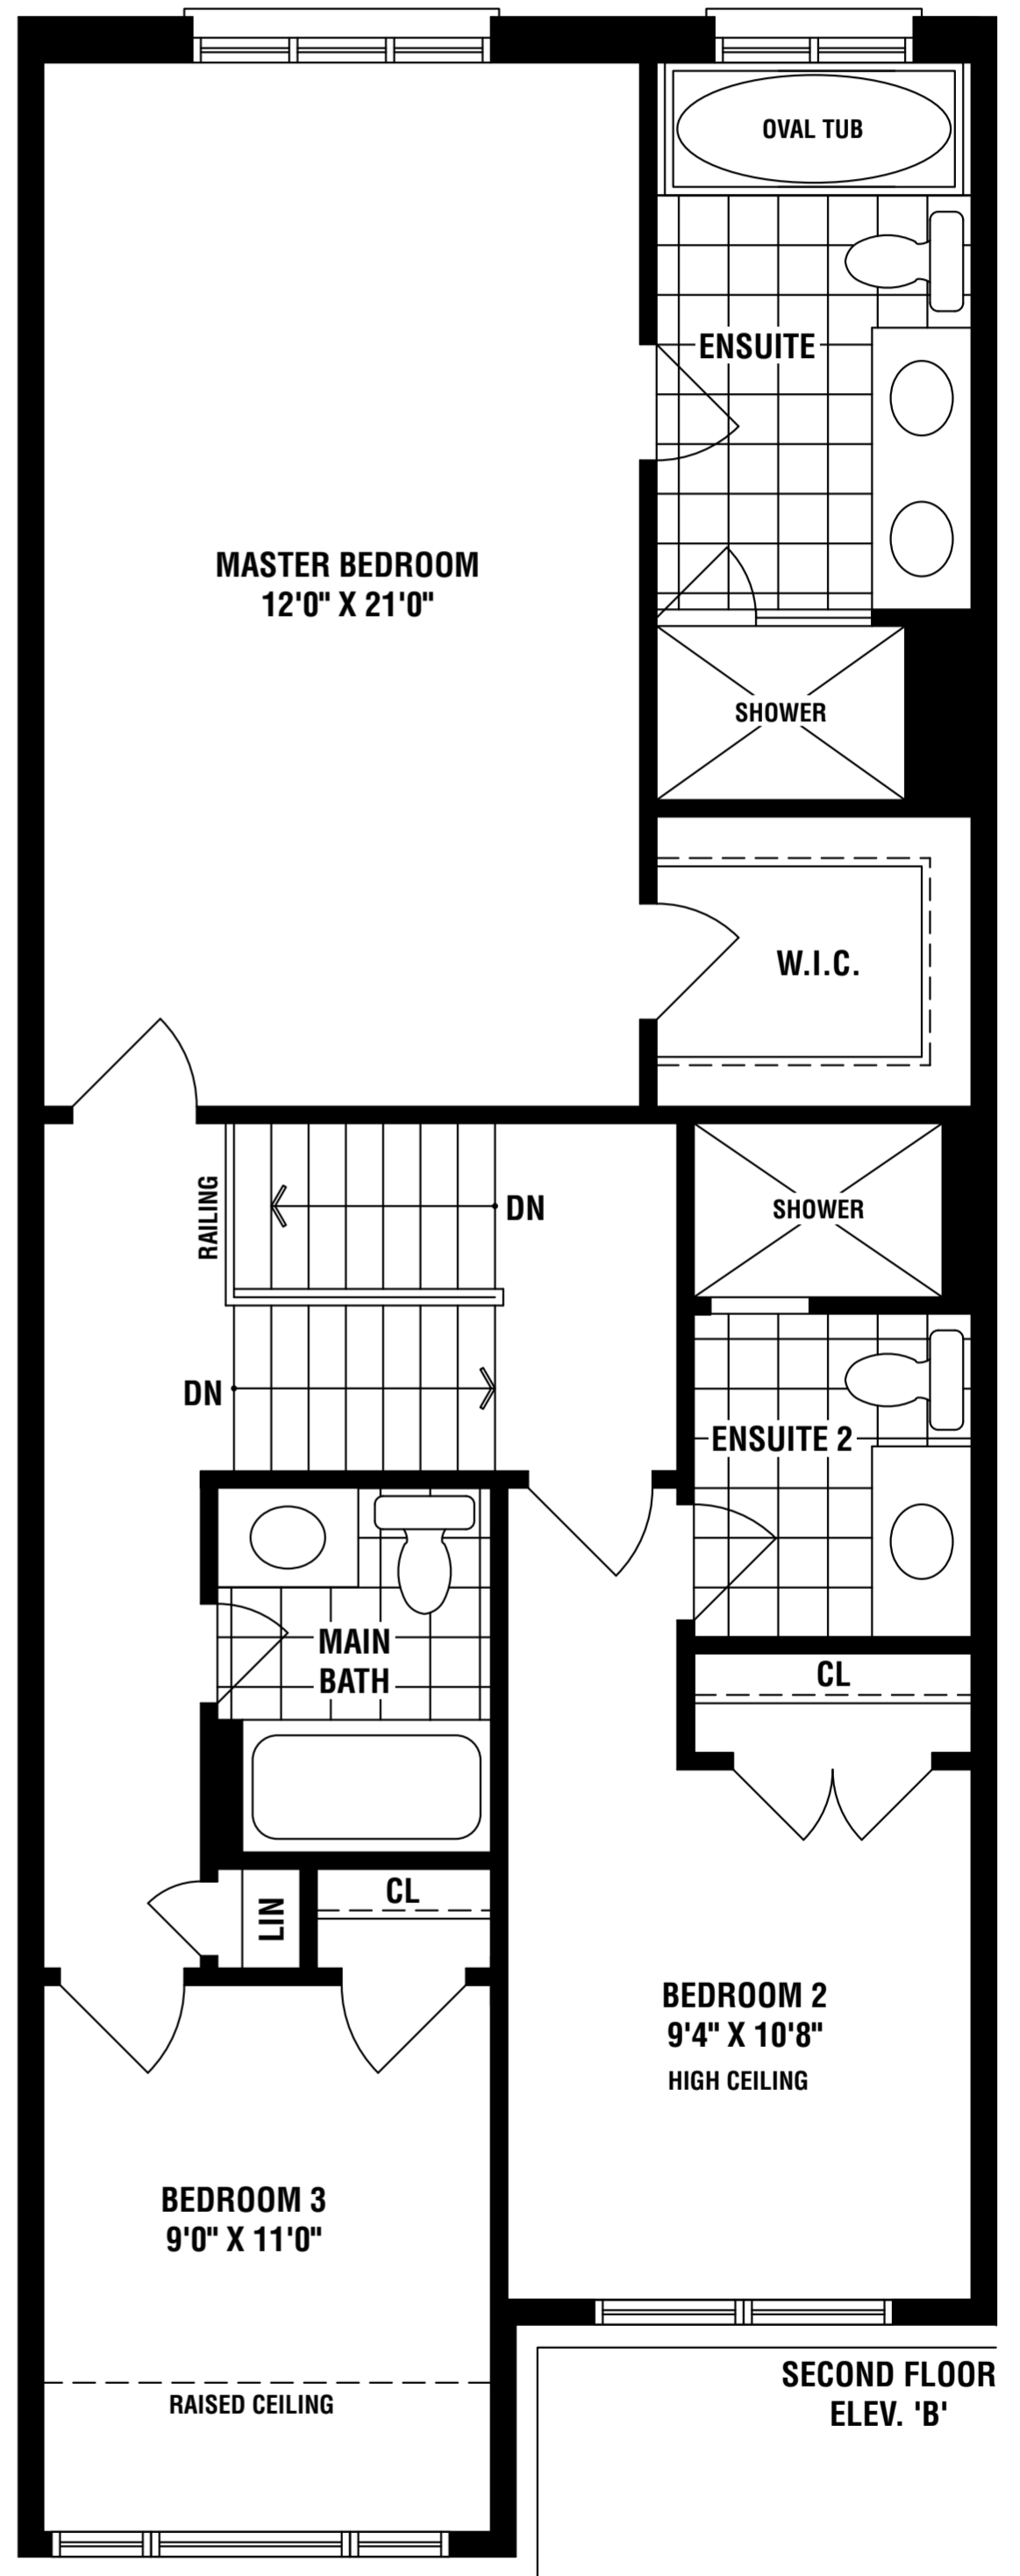 OVAL TUB
ENSUITE
MASTER BEDROOM
12'0" X 21'0"
SHOWER
W.I.C.
RAILING
DN
SHOWER
DN
ENSUITE 2
MAIN
BATH
CL
LIN
CL
BEDROOM 2
9'4" X 10'8"
HIGH CEILING
BEDROOM 3
9'0" X 11'0"
RAISED CEILING
SECOND FLOOR
ELEV. 'B'